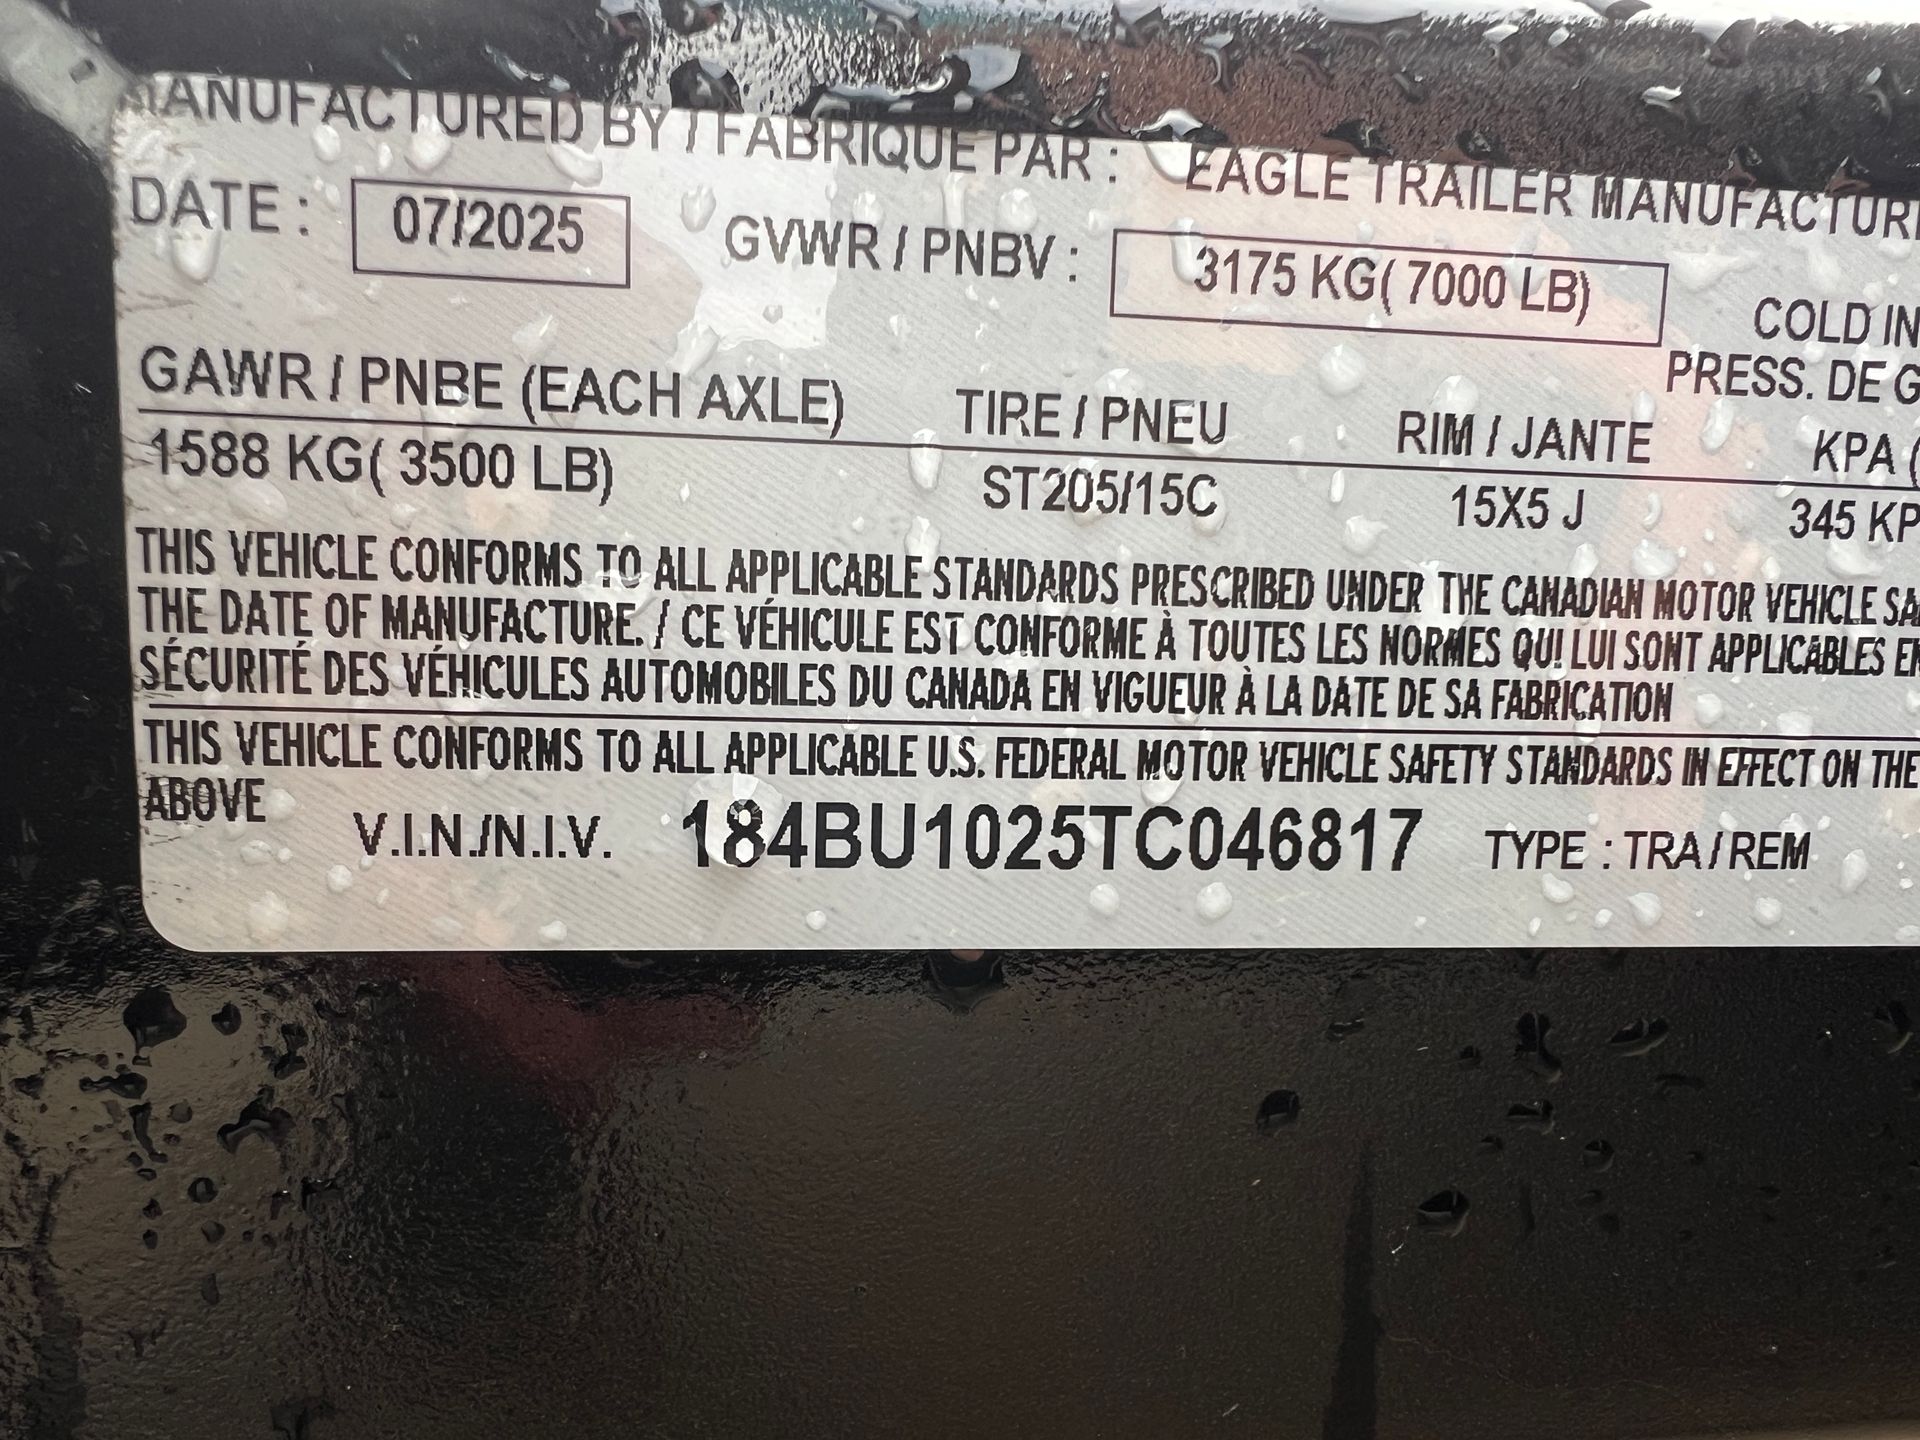 MANUFACTURED BY / FABRIQUE PAR : EAGLE TRAILER MANUFACTURI
DATE : 07/2025 GVWR / PNBV : 3175 KG( 7000 LB)
COLD IN
PRESS. DE G
GAWR / PNBE (EACH AXLE) TIRE / PNEU RIM / JANTE KPA (
1588 KG( 3500 LB) ST205/15C 15X5 J 345 KP
THIS VEHICLE CONFORMS TO ALL APPLICABLE STANDARDS PRESCRIBED UNDER THE CANADIAN MOTOR VEHICLE SA
THE DATE OF MANUFACTURE. / CE VÉHICULE EST CONFORME À TOUTES LES NORMES QUI LUI SONT APPLICABLES EN
SÉCURITÉ DES VÉHICULES AUTOMOBILES DU CANADA EN VIGUEUR À LA DATE DE SA FABRICATION
THIS VEHICLE CONFORMS TO ALL APPLICABLE U.S. FEDERAL MOTOR VEHICLE SAFETY STANDARDS IN EFFECT ON THE
ABOVE
V.I.N./N.I.V. 184BU1025TC046817 TYPE : TRA / REM